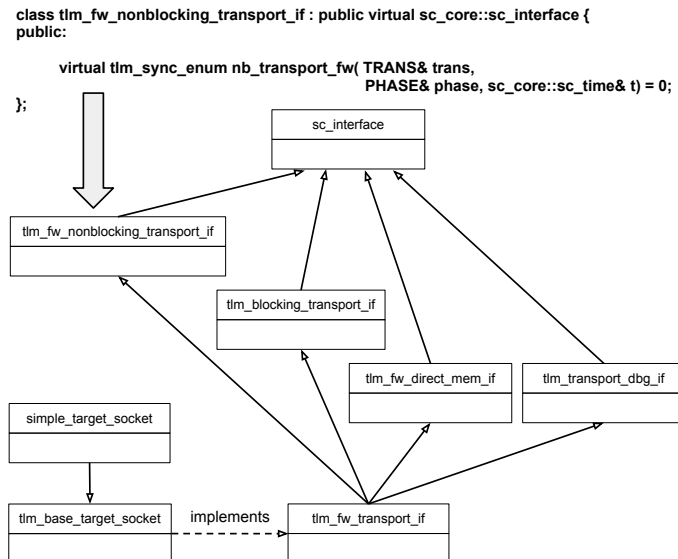 class tlm_fw_nonblocking_transport_if : public virtual sc_core::sc_interface {
public:
virtual tlm_sync_enum nb_transport_fw( TRANS& trans,
PHASE& phase, sc_core::sc_time& t) = 0;
};
sc_interface
tlm_fw_nonblocking_transport_if
tlm_blocking_transport_if
tlm_fw_direct_mem_if
tlm_transport_dbg_if
simple_target_socket
tlm_base_target_socket
implements
tlm_fw_transport_if